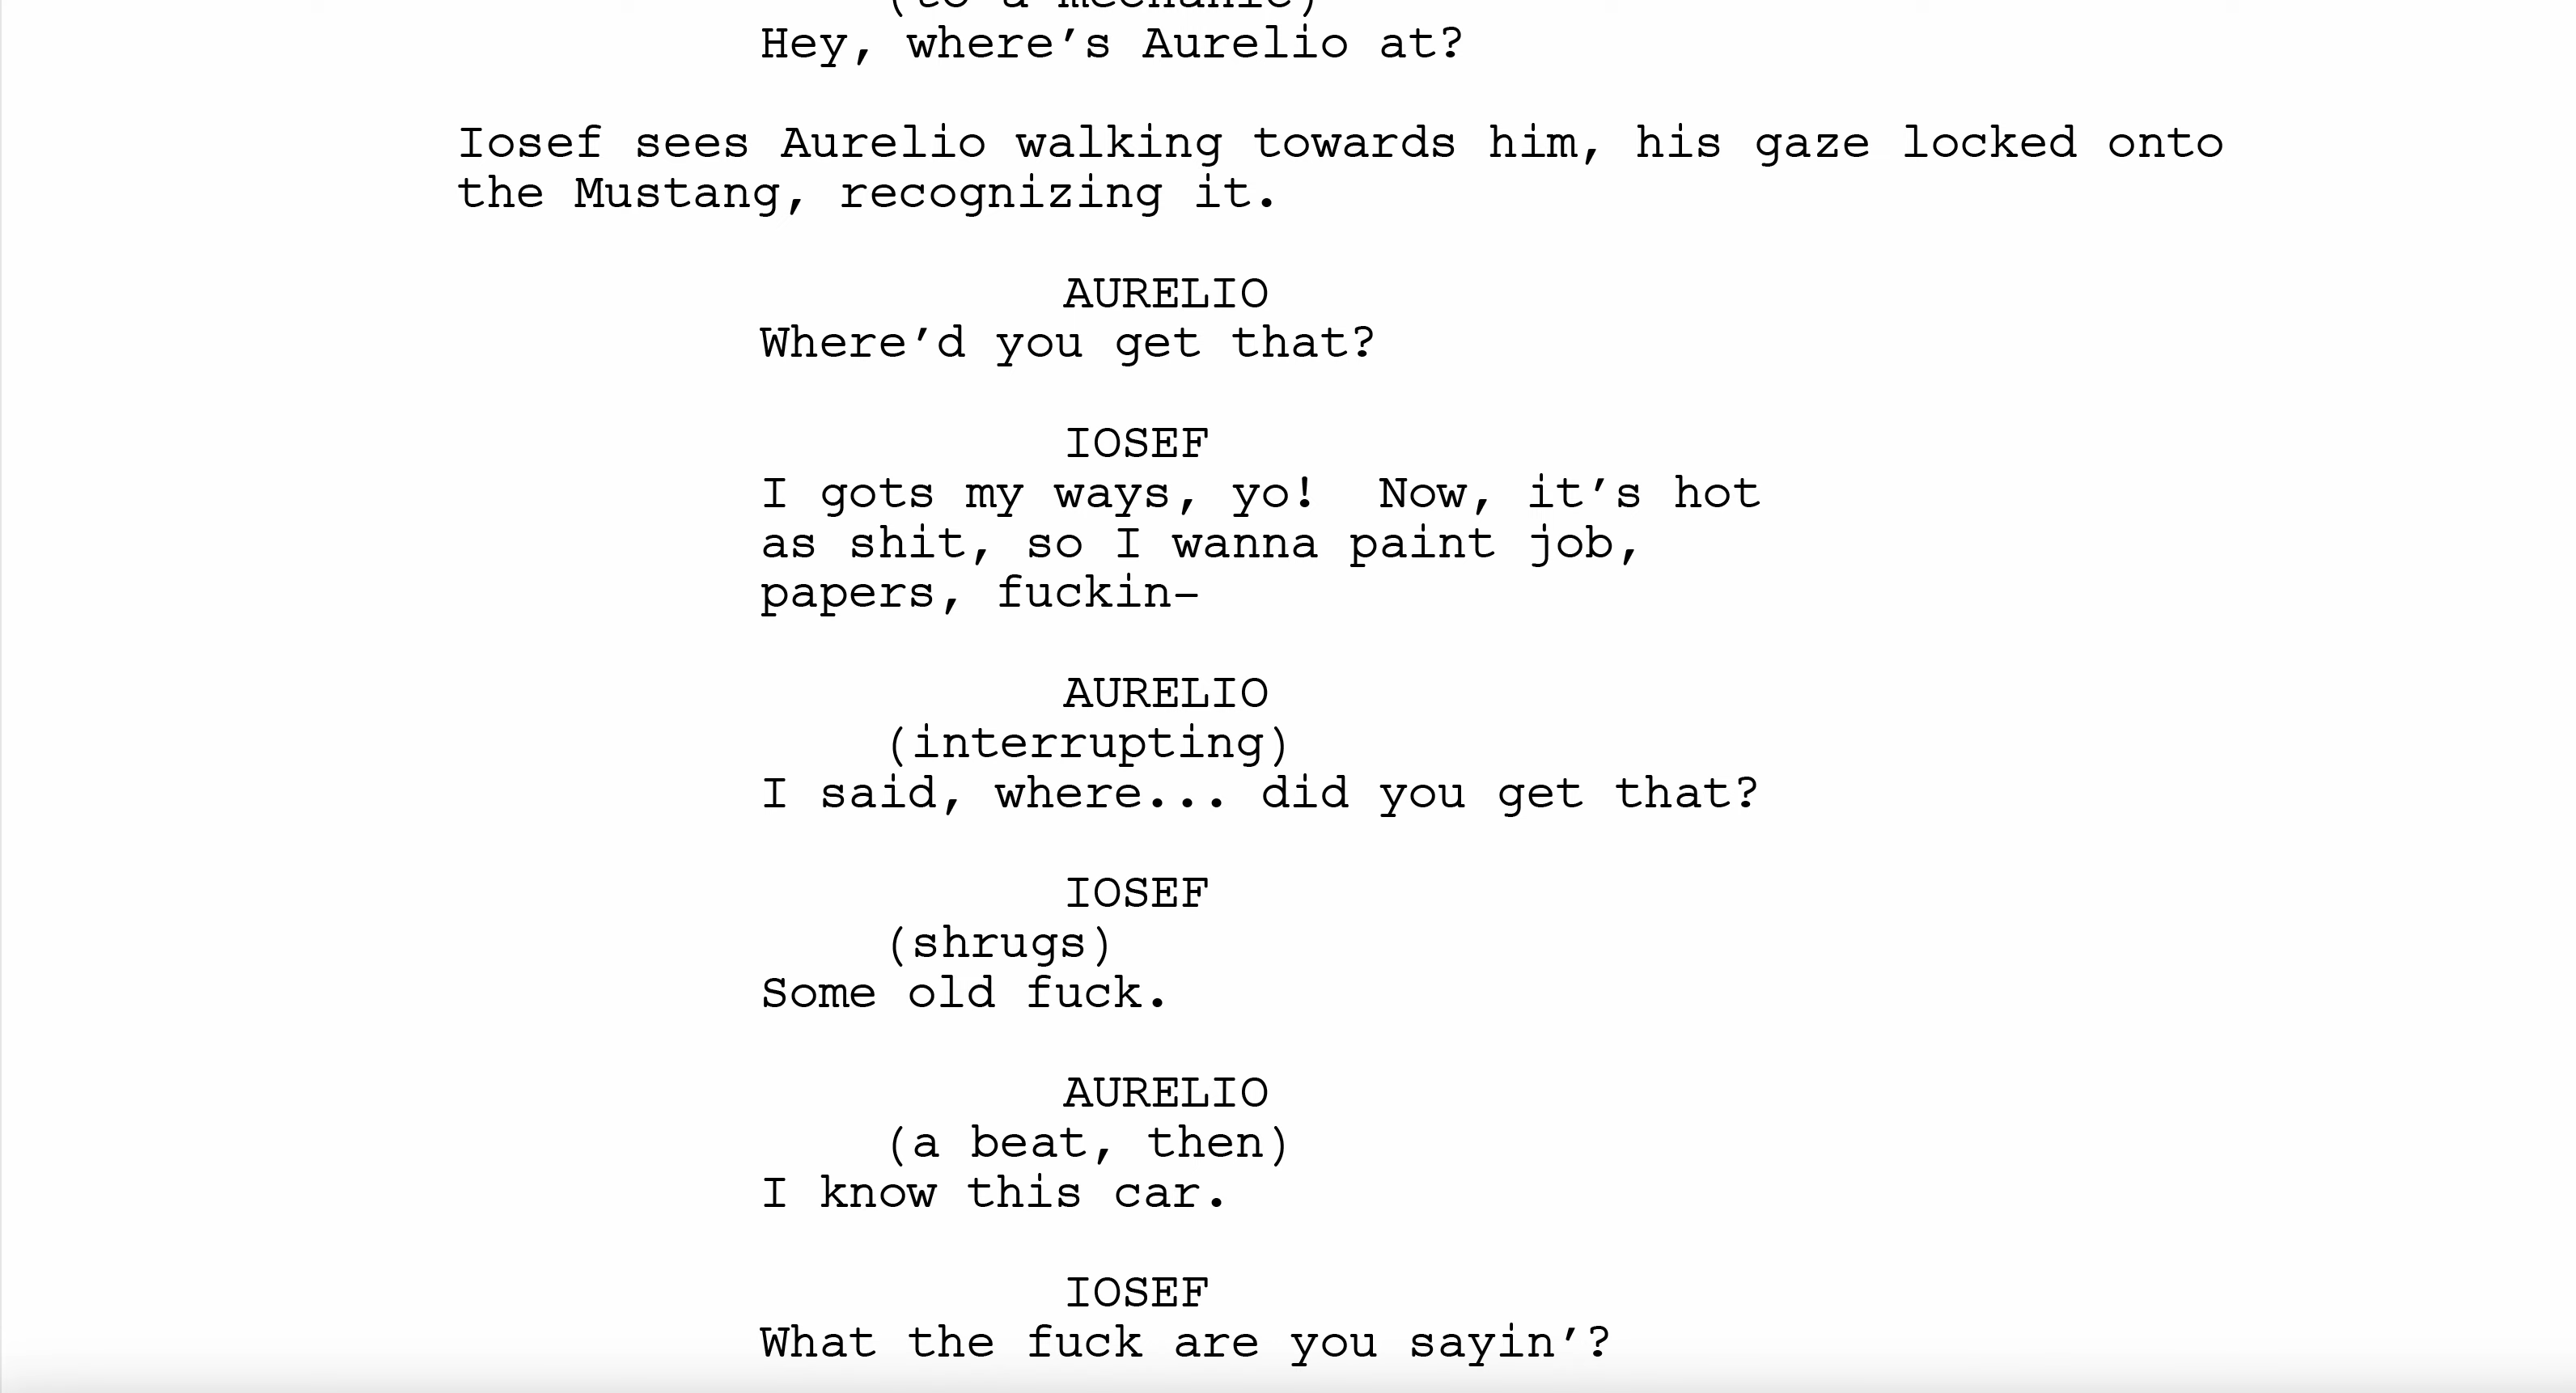 (to a mechanic)
Hey, where’s Aurelio at?
Iosef sees Aurelio walking towards him, his gaze locked onto
the Mustang, recognizing it.
AURELIO
Where’d you get that?
IOSEF
I gots my ways, yo!  Now, it’s hot
as shit, so I wanna paint job,
papers, fuckin–
AURELIO
(interrupting)
I said, where... did you get that?
IOSEF
(shrugs)
Some old fuck.
AURELIO
(a beat, then)
I know this car.
IOSEF
What the fuck are you sayin’?